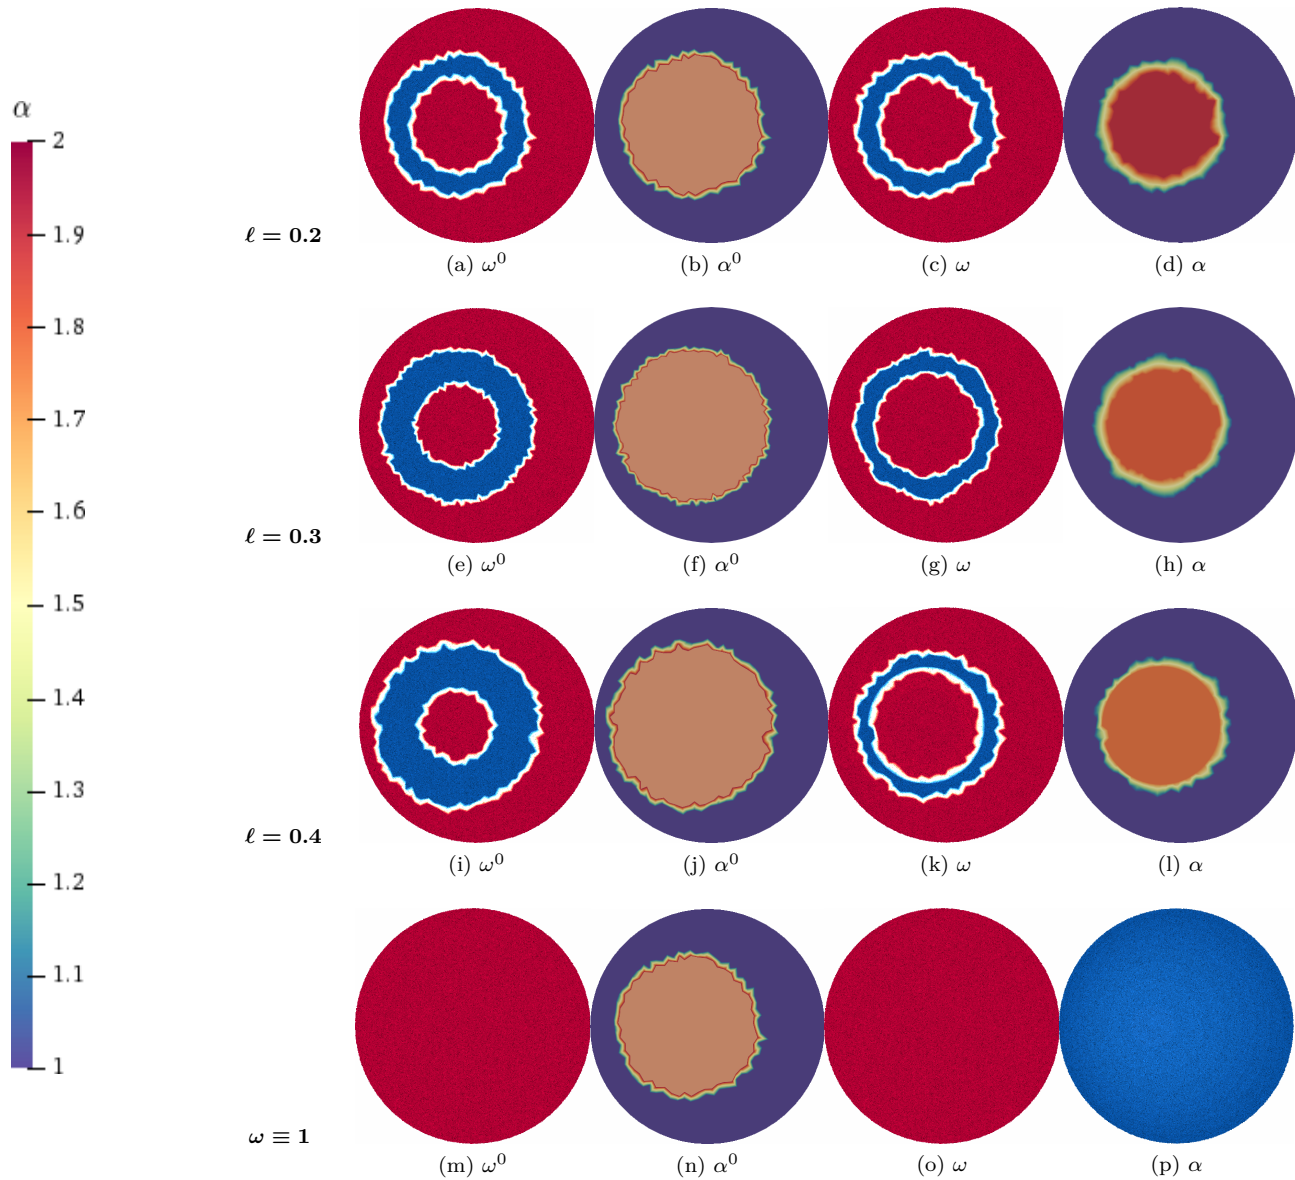 α
2
1.9
1.8
1.7
1.6
1.5
1.4
1.3
1.2
1.1
1
ℓ = 0.2
(a) ω⁰ (b) α⁰ (c) ω (d) α
ℓ = 0.3
(e) ω⁰ (f) α⁰ (g) ω (h) α
ℓ = 0.4
(i) ω⁰ (j) α⁰ (k) ω (l) α
ω ≡ 1
(m) ω⁰ (n) α⁰ (o) ω (p) α